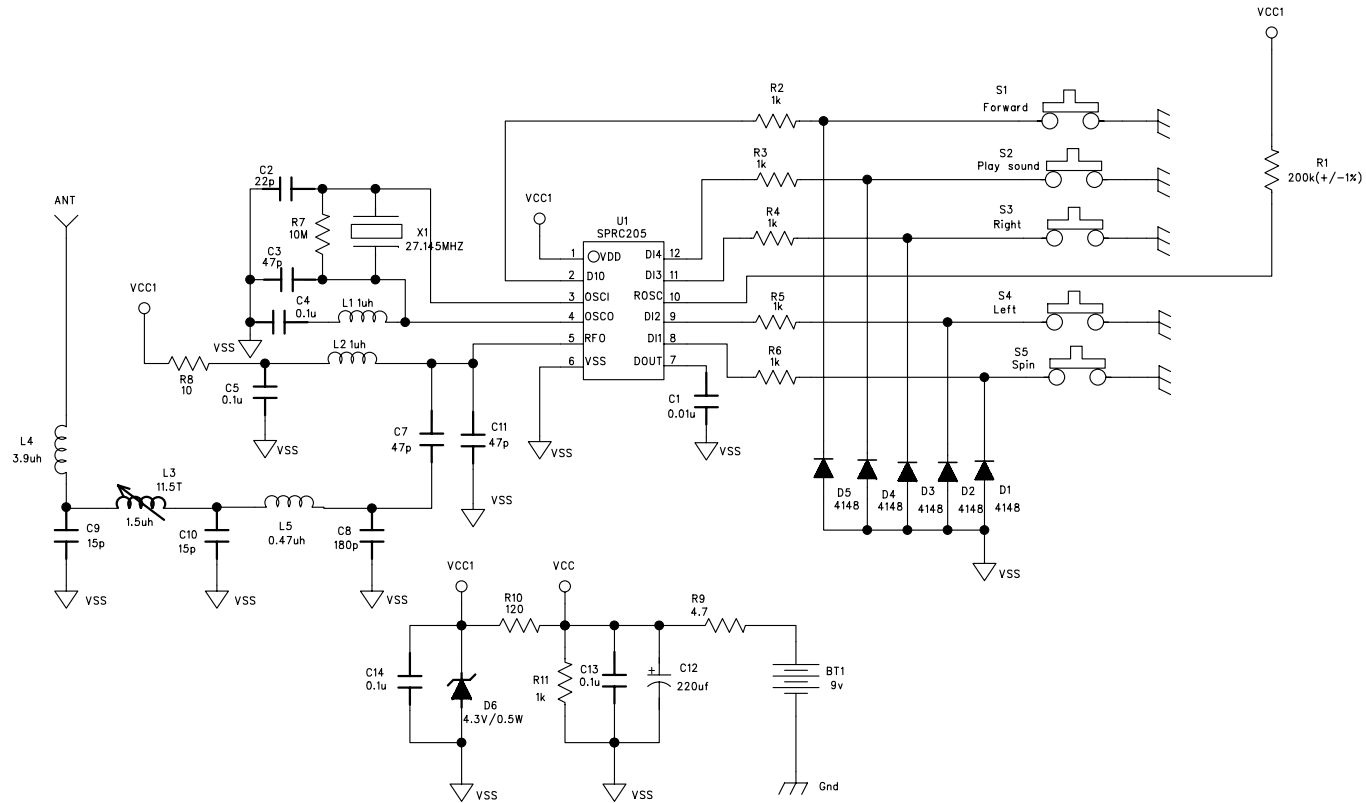 VCC1
R2
1k
S1
Forward
R3
1k
S2
Play sound
R1
200k(+/-1%)
C2
22p
ANT
R7
10M
X1
27.145MHZ
VCC1
U1
SPRC205
R4
1k
S3
Right
C3
47p
1 VDD DI4 12
2 D10 DI3 11
3 OSCI ROSC 10
4 OSCO DI2 9
5 RFO DI1 8
6 VSS DOUT 7
VCC1
C4
0.1u
L1 1uh
VSS
L2 1uh
R8
10
R5
1k
S4
Left
R6
1k
S5
Spin
C5
0.1u
VSS
C7
47p
C11
47p
VSS
VSS
C1
0.01u
VSS
L4
3.9uh
L3
11.5T
1.5uh
C9
15p
C10
15p
L5
0.47uh
C8
180p
VSS
VSS
VSS
D5
4148
D4
4148
D3
4148
D2
4148
D1
4148
VSS
VCC1
VCC
R10
120
R9
4.7
C14
0.1u
D6
4.3V/0.5W
R11
1k
C13
0.1u
+
C12
220uf
BT1
9v
VSS
VSS
Gnd